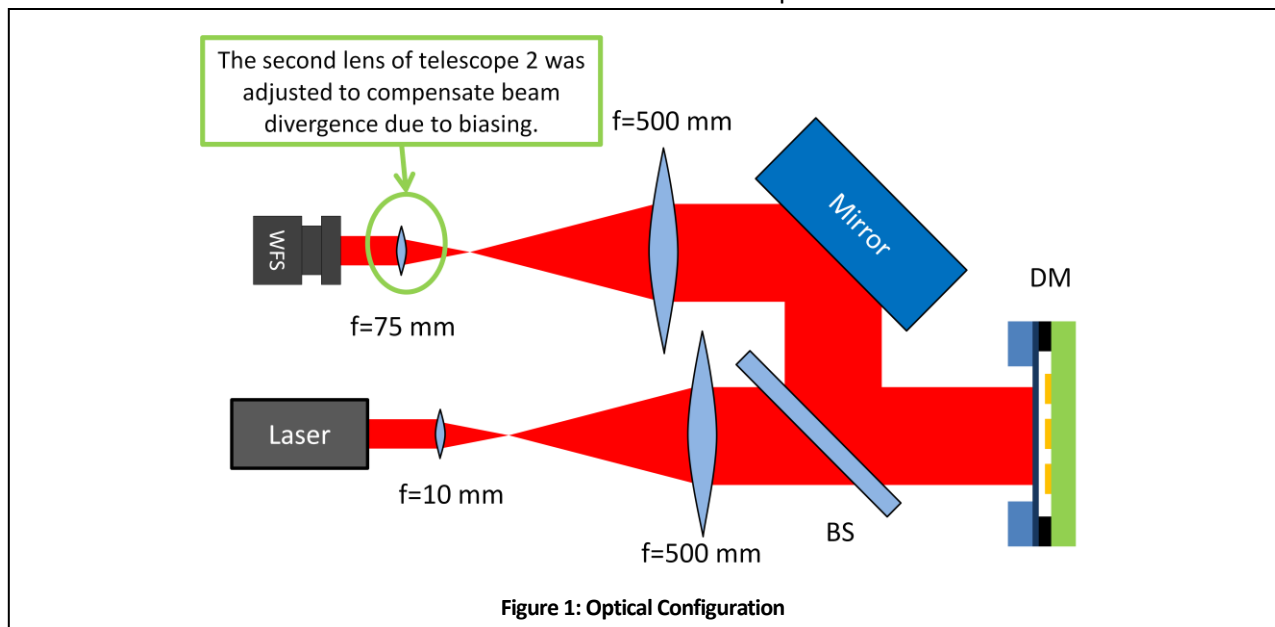 The second lens of telescope 2 was
adjusted to compensate beam
divergence due to biasing.
f=500 mm
Mirror
WFS
DM
f=75 mm
Laser
f=10 mm
BS
f=500 mm
Figure 1: Optical Configuration